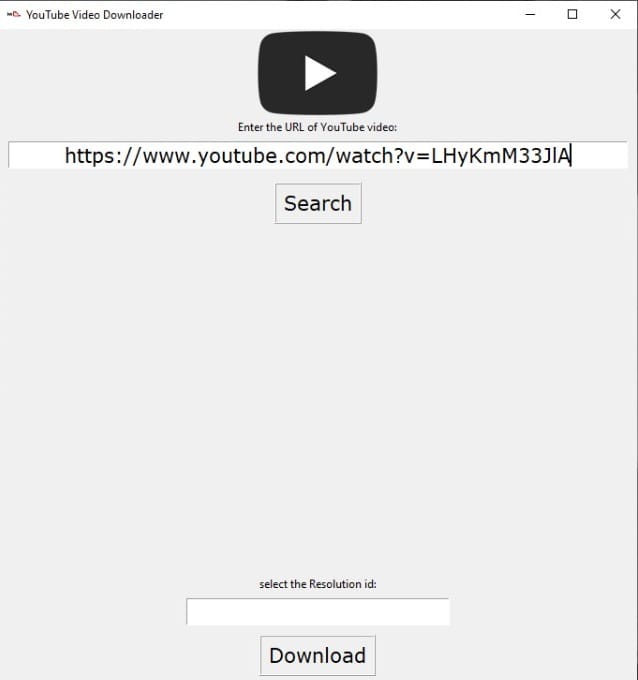 YouTube Video Downloader
Enter the URL of YouTube video:
https://www.youtube.com/watch?v=LHyKmM33JlA
Search
select the Resolution id:
Download